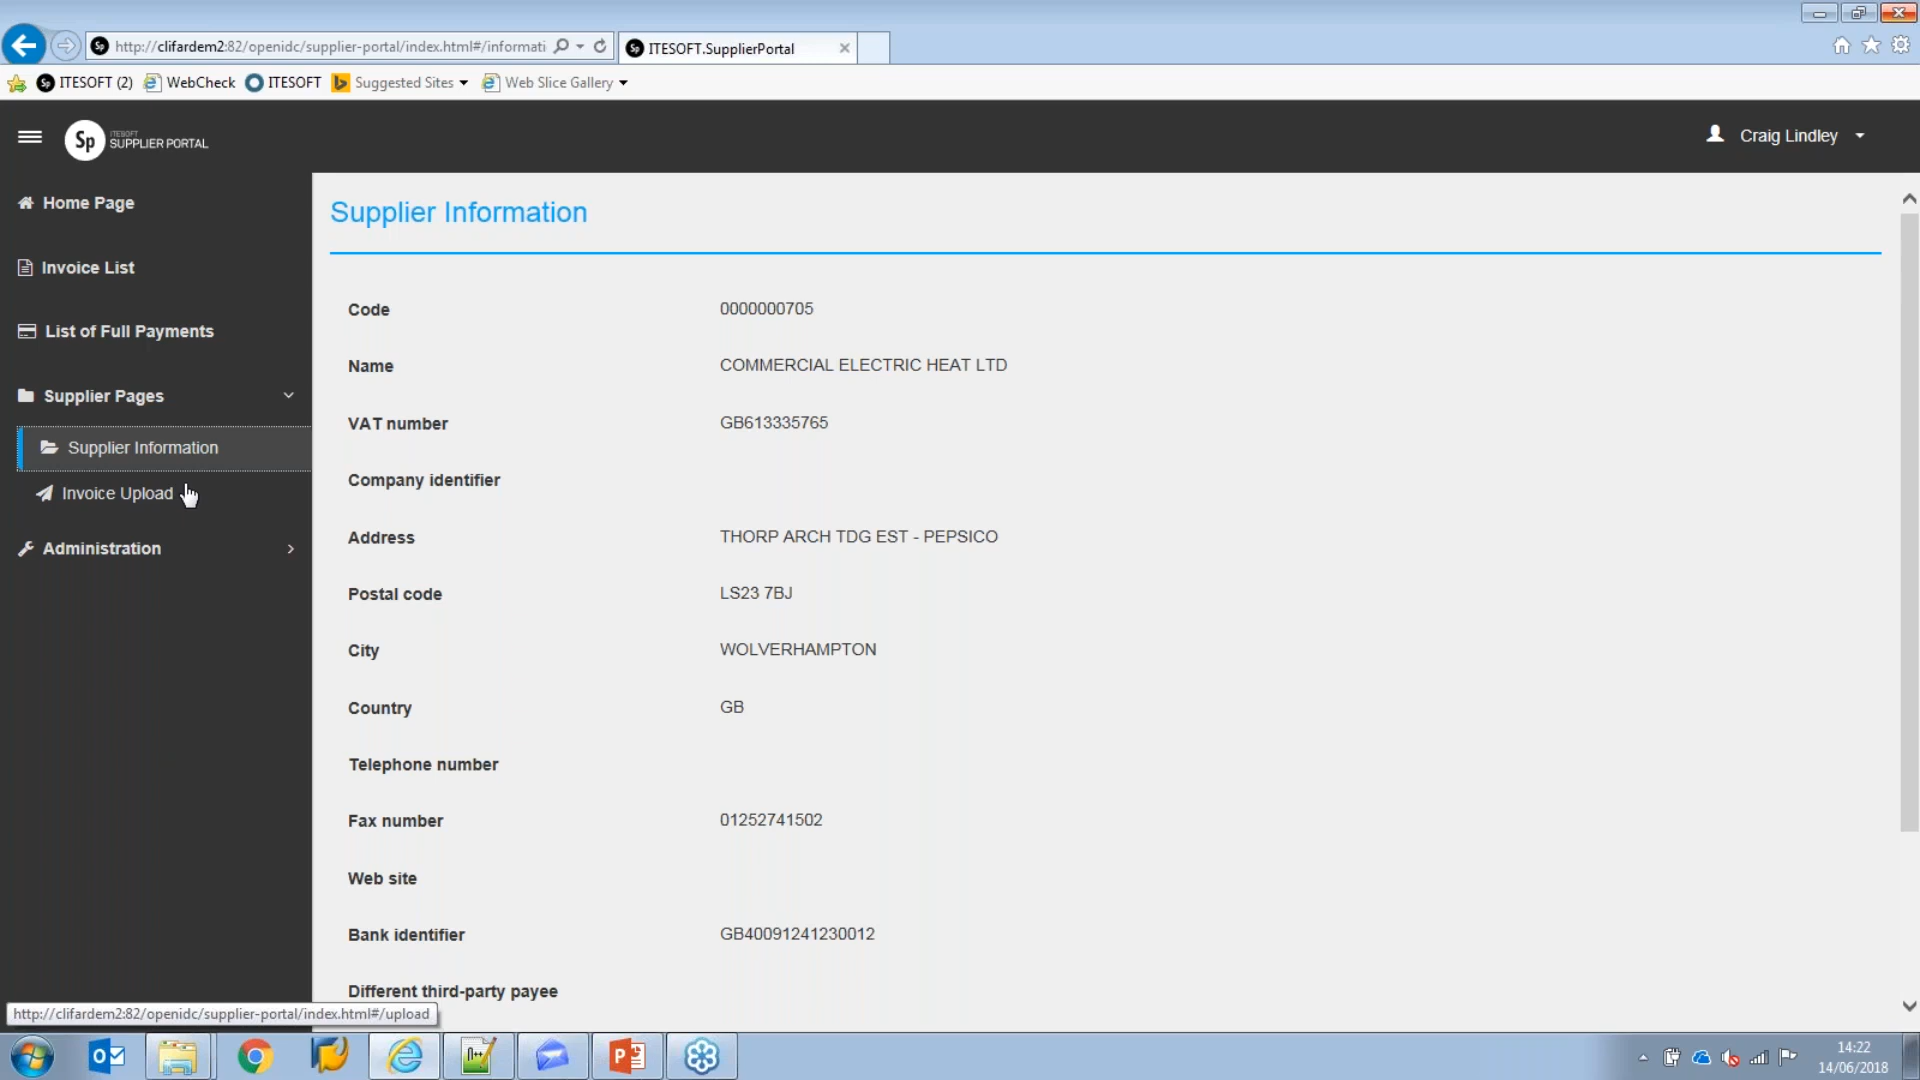 http://clifardem2:82/openidc/supplier-portal/index.html#/informati
Sp ITESOFT.SupplierPortal
Sp ITESOFT (2) WebCheck ITESOFT Suggested Sites Web Slice Gallery
Sp ITESOFT
SUPPLIER PORTAL
Craig Lindley
Home Page
Invoice List
List of Full Payments
Supplier Pages
Supplier Information
Invoice Upload
Administration
Supplier Information
Code 0000000705
Name COMMERCIAL ELECTRIC HEAT LTD
VAT number GB613335765
Company identifier
Address THORP ARCH TDG EST - PEPSICO
Postal code LS23 7BJ
City WOLVERHAMPTON
Country GB
Telephone number
Fax number 01252741502
Web site
Bank identifier GB40091241230012
Different third-party payee
http://clifardem2:82/openidc/supplier-portal/index.html#/upload
14:22
14/06/2018